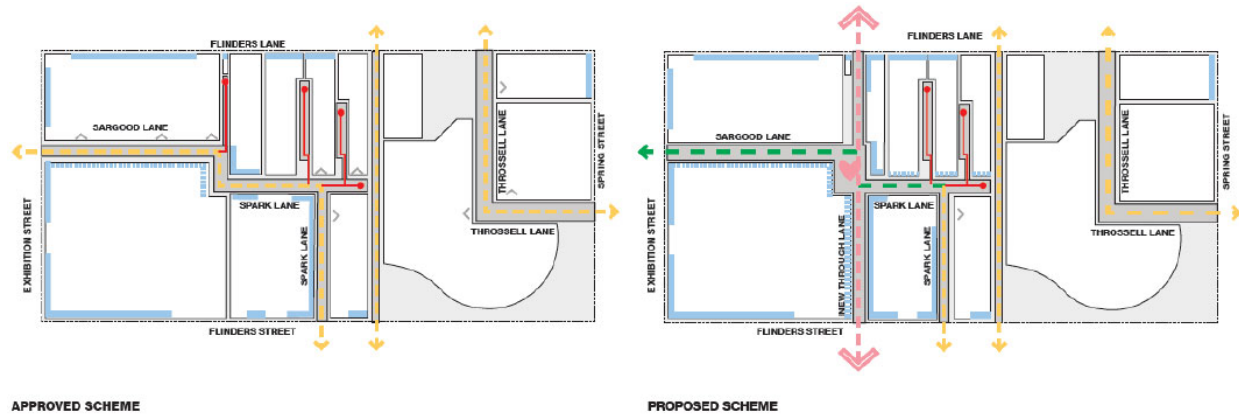 FLINDERS LANE
SARGOOD LANE
THROSSELL LANE
SPRING STREET
EXHIBITION STREET
SPARK LANE
SPARK LANE
THROSSELL LANE
FLINDERS STREET
APPROVED SCHEME
FLINDERS LANE
SARGOOD LANE
THROSSELL LANE
SPRING STREET
EXHIBITION STREET
NEW THROUGH LANE
SPARK LANE
SPARK LANE
THROSSELL LANE
FLINDERS STREET
PROPOSED SCHEME